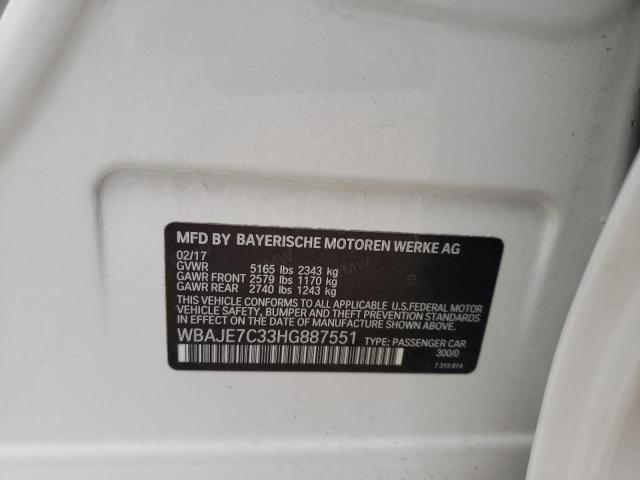 MFD BY BAYERISCHE MOTOREN WERKE AG
02/17
GVWR 5165 lbs 2343 kg
GAWR FRONT 2579 lbs 1170 kg
GAWR REAR 2740 lbs 1243 kg
THIS VEHICLE CONFORMS TO ALL APPLICABLE U.S.FEDERAL MOTOR
VEHICLE SAFETY, BUMPER AND THEFT PREVENTION STANDARDS IN
EFFECT ON THE DATE OF MANUFACTURE SHOWN ABOVE.
WBAJE7C33HG887551 TYPE: PASSENGER CAR
300/0
7 315 814